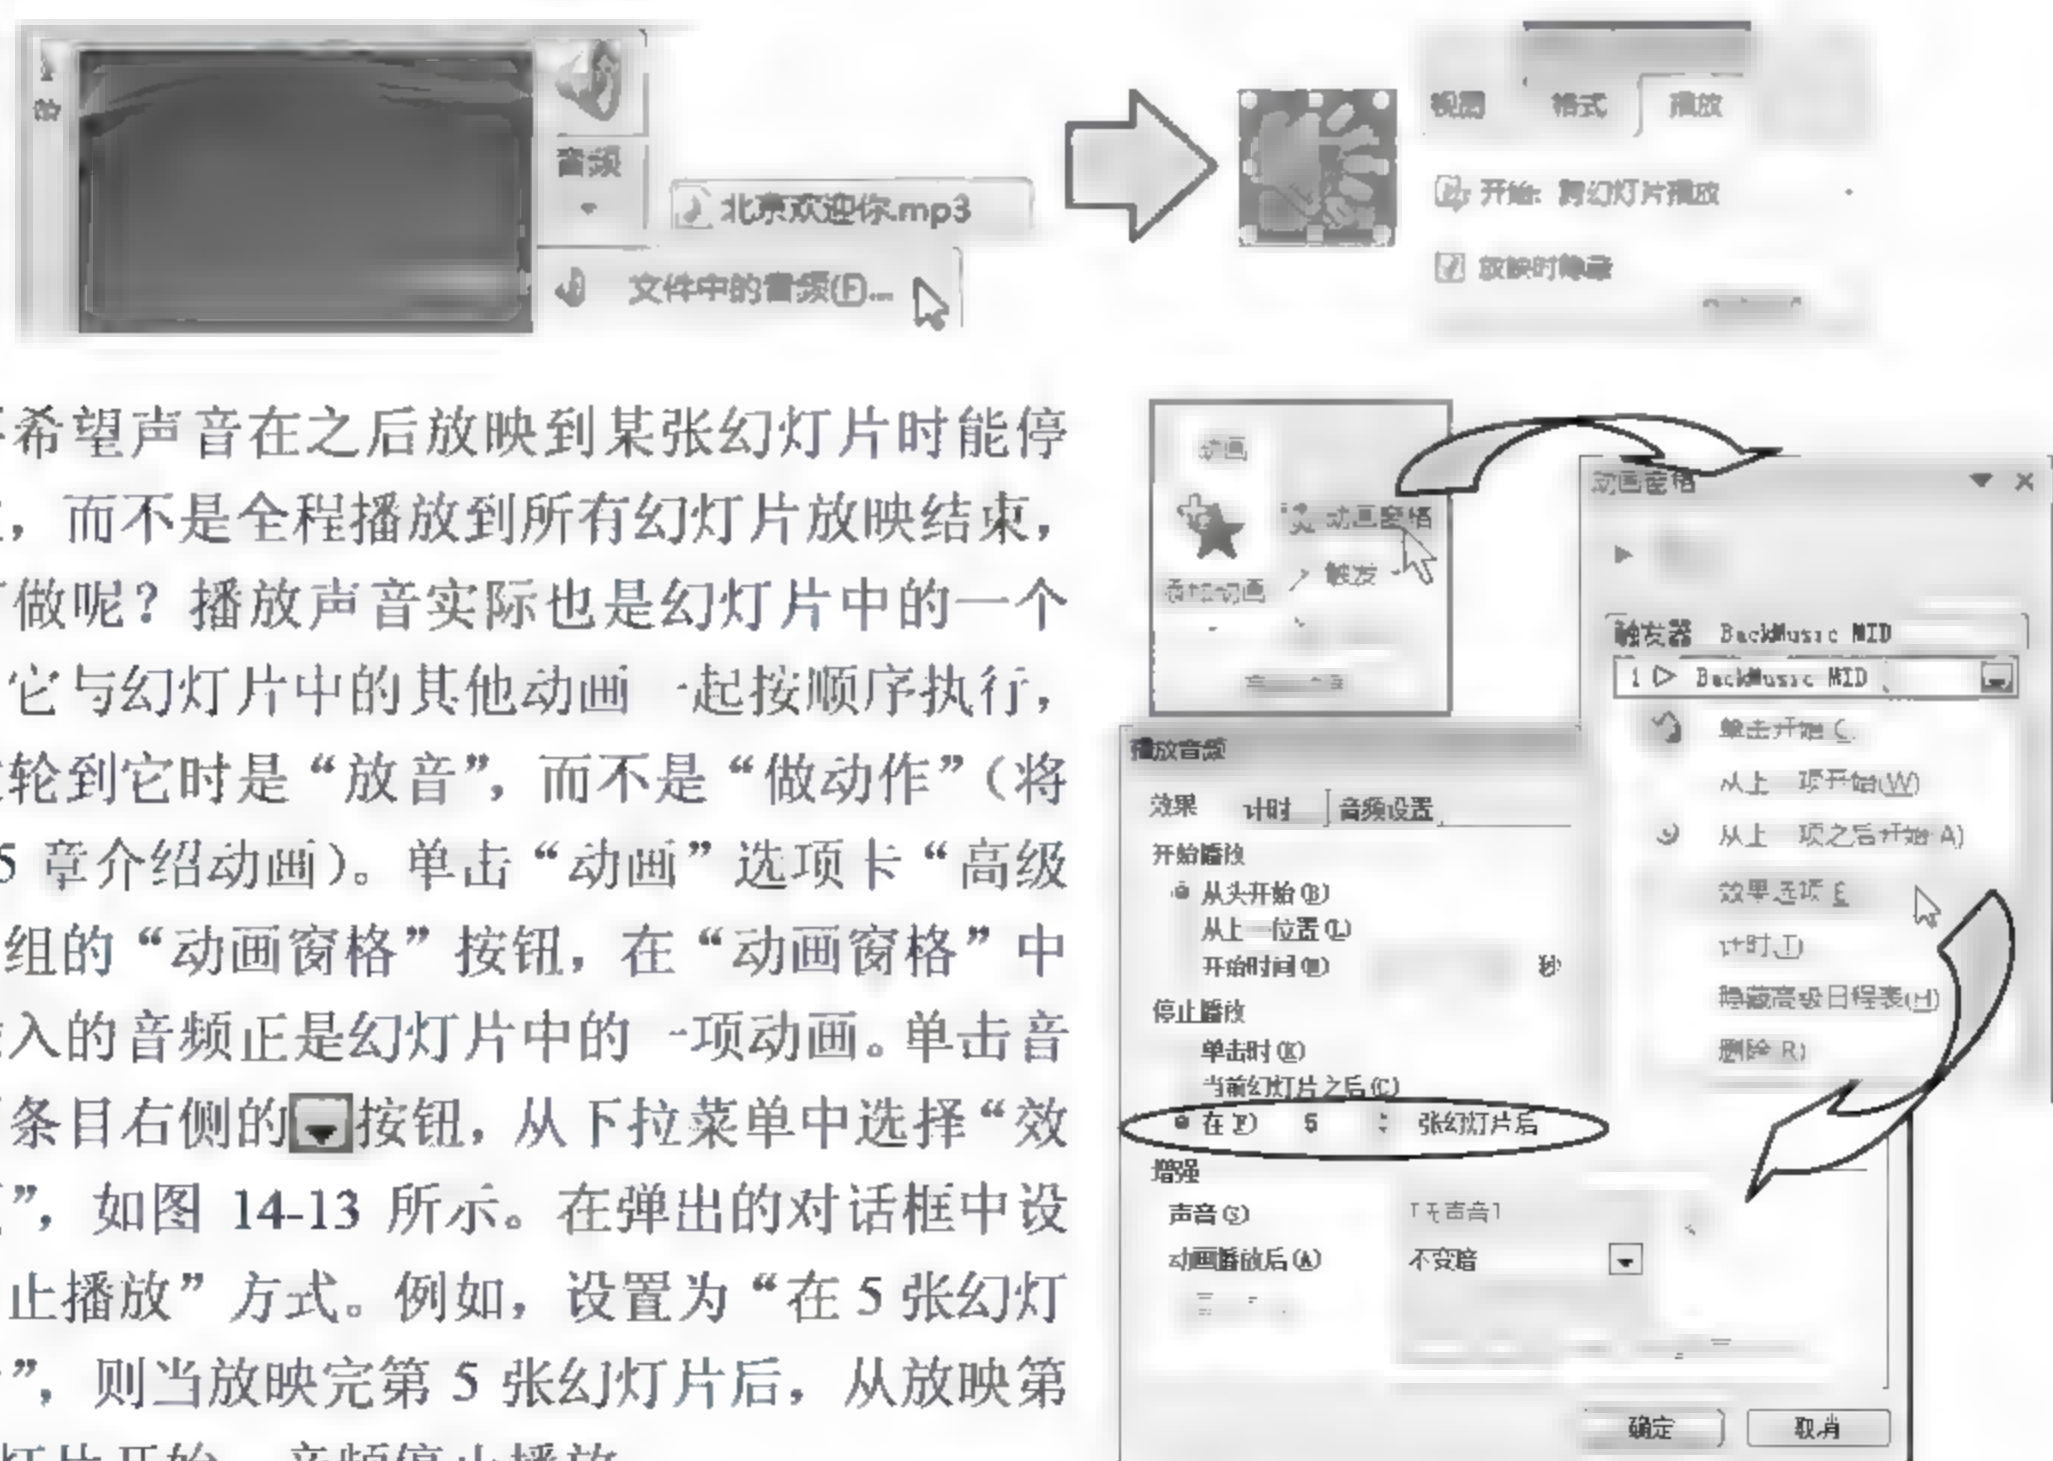 的
音频
北京欢迎你.mp3
文件中的音频(F)...
视图 格式 播放
开始: 跨幻灯片播放
放映时隐藏
希望声音在之后放映到某张幻灯片时能停
，而不是全程播放到所有幻灯片放映结束，
做呢？播放声音实际也是幻灯片中的一个
它与幻灯片中的其他动画一起按顺序执行，
轮到它时是“放音”，而不是“做动作”（将
5 章介绍动画）。单击“动画”选项卡“高级
组的“动画窗格”按钮，在“动画窗格”中
入的音频正是幻灯片中的一项动画。单击音
条目右侧的按钮，从下拉菜单中选择“效
”，如图 14-13 所示。在弹出的对话框中设
止播放”方式。例如，设置为“在 5 张幻灯
”，则当放映完第 5 张幻灯片后，从放映第
灯片开始，音频停止播放
动画
动画窗格
触发
添加动画
动画窗格
触发器 BackMusic MID
1 BackMusic MID
单击开始(C)
从上一项开始(W)
从上一项之后开始(A)
效果选项(E)
计时(T)
隐藏高级日程表(H)
删除(R)
播放音频
效果 计时 音频设置
开始播放
从头开始(B)
从上一位置(L)
开始时间(M) 秒
停止播放
单击时(K)
当前幻灯片之后(C)
在(F) 5 张幻灯片后
增强
声音(S) [无声音]
动画播放后(A) 不变暗
确定 取消